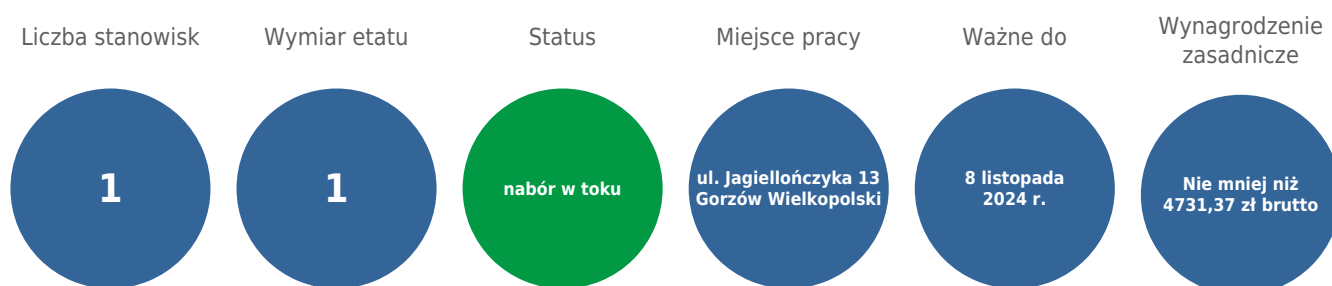 Liczba stanowisk
1
Wymiar etatu
1
Status
nabór w toku
Miejsce pracy
ul. Jagiellończyka 13
Gorzów Wielkopolski
Ważne do
8 listopada
2024 r.
Wynagrodzenie
zasadnicze
Nie mniej niż
4731,37 zł brutto